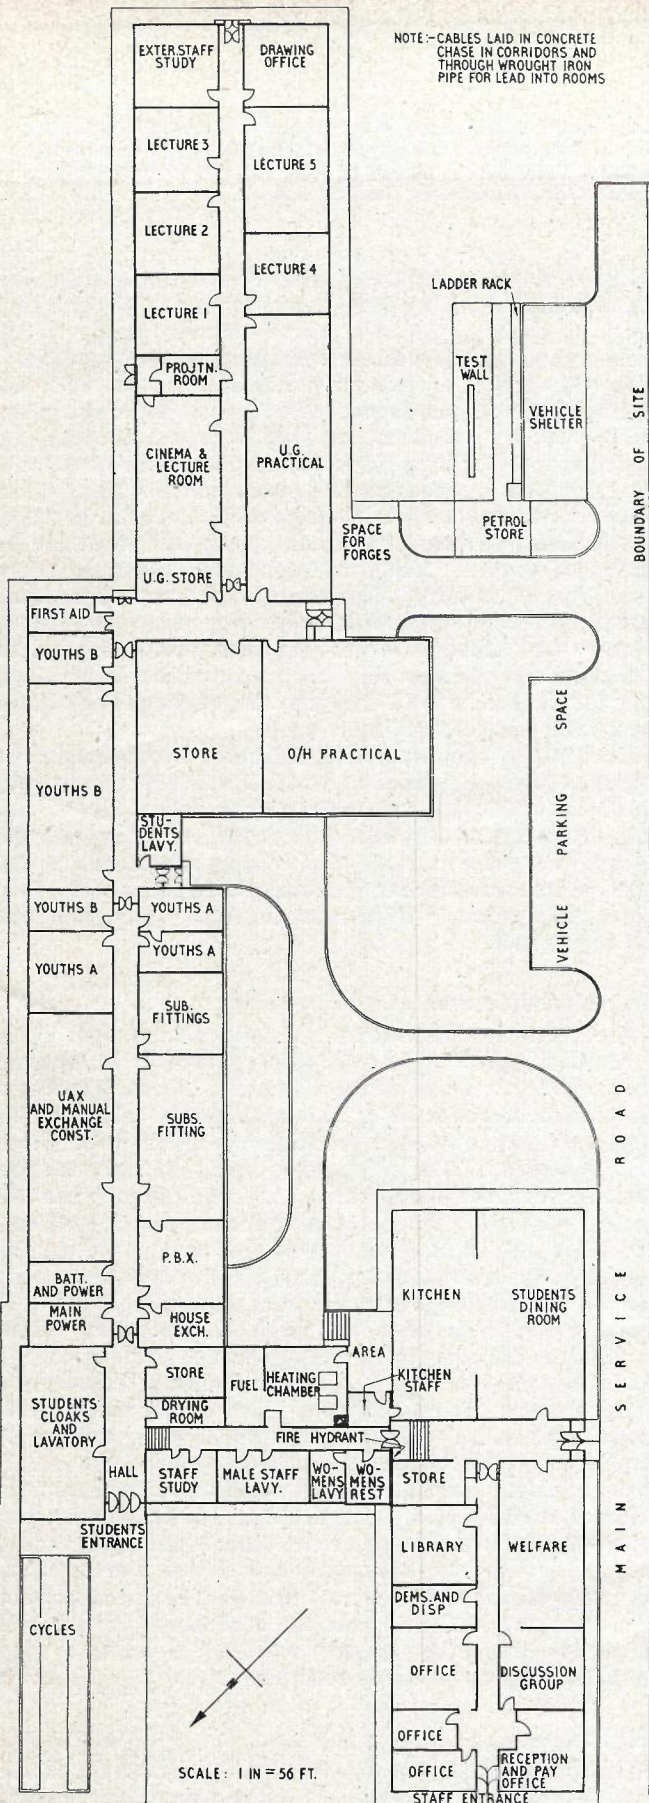 NOTE:-CABLES LAID IN CONCRETE
CHASE IN CORRIDORS AND
THROUGH WROUGHT IRON
PIPE FOR LEAD INTO ROOMS
EXTER.STAFF
STUDY
DRAWING
OFFICE
LECTURE 3
LECTURE 5
LECTURE 2
LECTURE 4
LECTURE 1
PROJTN.
ROOM
CINEMA &
LECTURE
ROOM
U.G.
PRACTICAL
U.G. STORE
LADDER RACK
TEST
WALL
VEHICLE
SHELTER
PETROL
STORE
SPACE
FOR
FORGES
BOUNDARY OF SITE
FIRST AID
YOUTHS B
STORE
O/H PRACTICAL
YOUTHS B
STU-
DENTS
LAVY.
VEHICLE PARKING SPACE
YOUTHS B
YOUTHS A
YOUTHS A
YOUTHS A
SUB.
FITTINGS
UAX
AND MANUAL
EXCHANGE
CONST.
SUBS.
FITTING
P.B.X.
BATT.
AND POWER
MAIN
POWER
HOUSE
EXCH.
MAIN SERVICE ROAD
KITCHEN
STUDENTS
DINING
ROOM
AREA
KITCHEN
STAFF
STORE
FUEL
HEATING
CHAMBER
DRYING
ROOM
FIRE HYDRANT
STUDENTS
CLOAKS
AND
LAVATORY
HALL
STAFF
STUDY
MALE STAFF
LAVY.
WO-
MENS
LAVY
WO-
MENS
REST
STORE
STUDENTS
ENTRANCE
LIBRARY
WELFARE
DEMS. AND
DISP
CYCLES
OFFICE
DISCUSSION
GROUP
OFFICE
OFFICE
RECEPTION
AND PAY
OFFICE
STAFF ENTRANCE
SCALE: 1 IN = 56 FT.